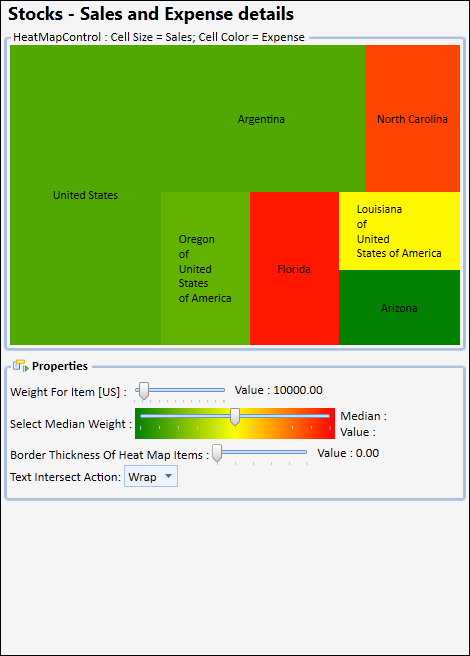 Stocks - Sales and Expense details
HeatMapControl : Cell Size = Sales; Cell Color = Expense
Argentina
North Carolina
United States
Oregon
of
United
States
of America
Florida
Louisiana
of
United
States of America
Arizona
Properties
Weight For Item [US] :
Value : 10000.00
Select Median Weight :
Median :
Value :
Border Thickness Of Heat Map Items :
Value : 0.00
Text Intersect Action:
Wrap